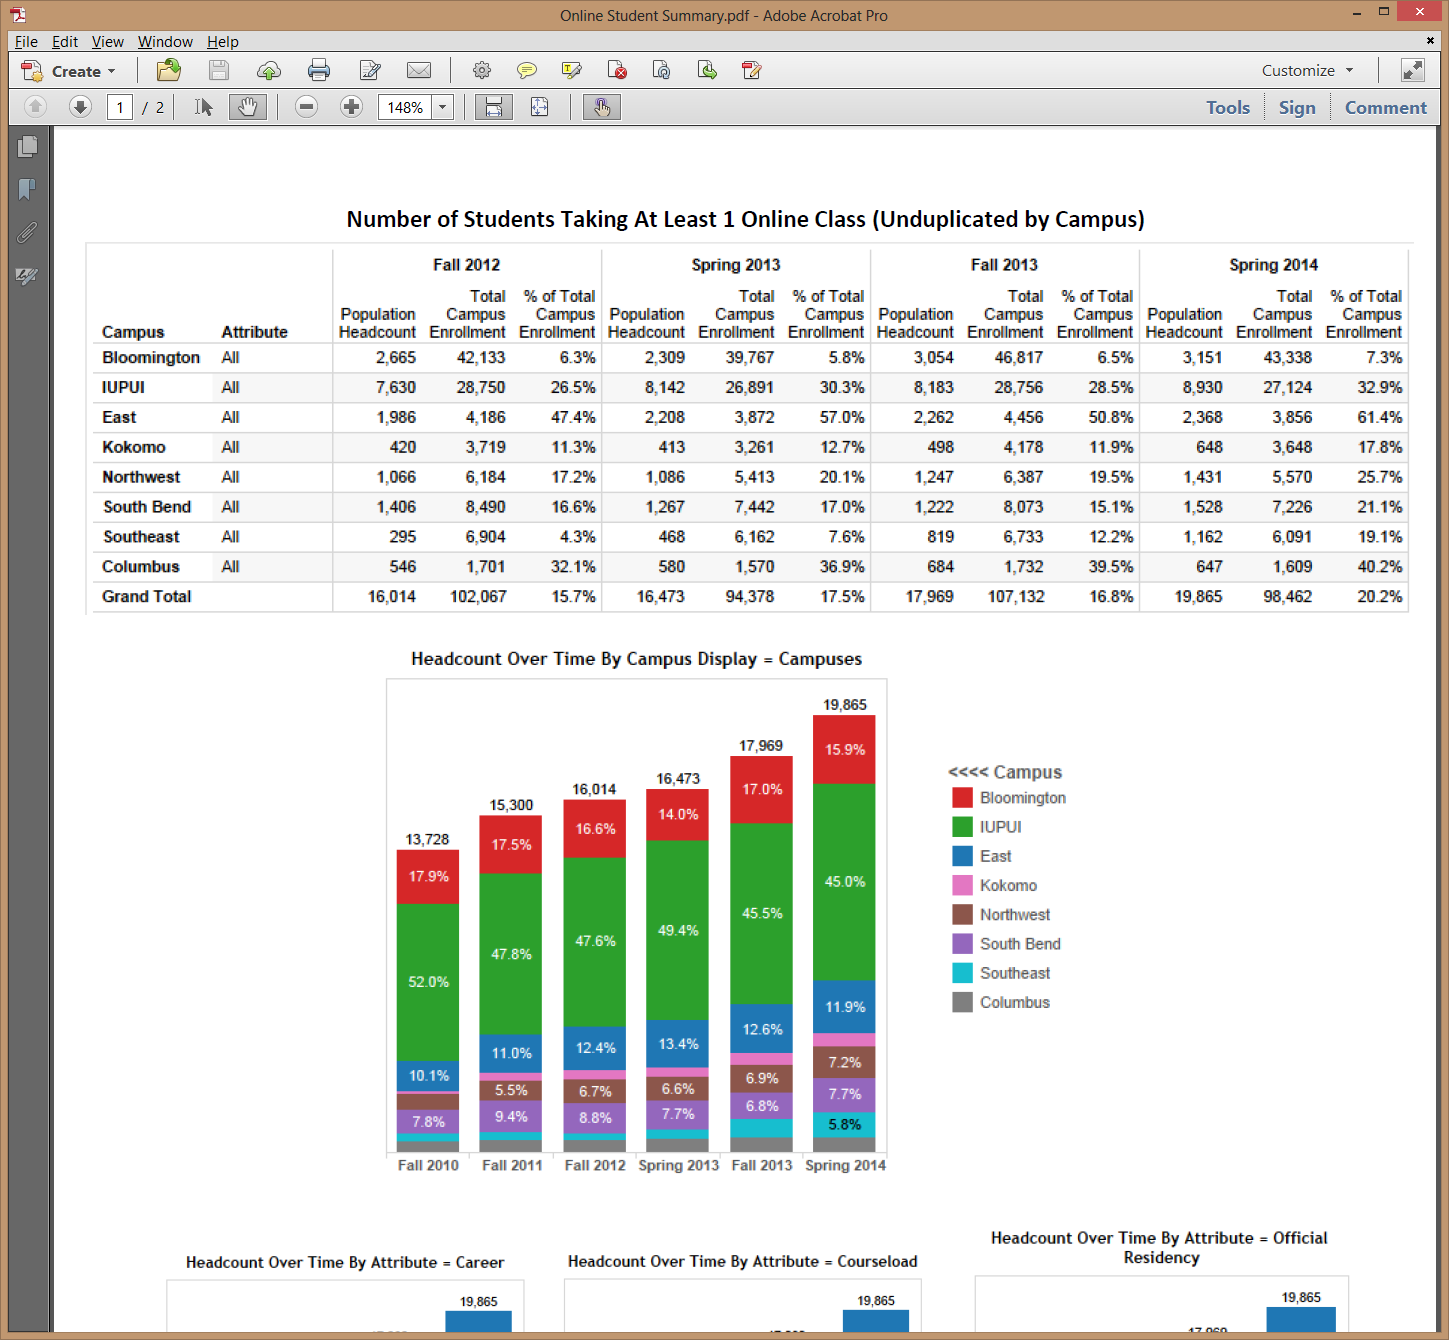 Online Student Summary.pdf - Adobe Acrobat Pro
File Edit View Window Help
Create Customize
1 / 2 148% Tools Sign Comment
Number of Students Taking At Least 1 Online Class (Unduplicated by Campus)
Fall 2012 Spring 2013 Fall 2013 Spring 2014
Total % of Total Total % of Total Total % of Total Total % of Total
Population Campus Campus Population Campus Campus Population Campus Campus Population Campus Campus
Campus Attribute Headcount Enrollment Enrollment Headcount Enrollment Enrollment Headcount Enrollment Enrollment Headcount Enrollment Enrollment
Bloomington All 2,665 42,133 6.3% 2,309 39,767 5.8% 3,054 46,817 6.5% 3,151 43,338 7.3%
IUPUI All 7,630 28,750 26.5% 8,142 26,891 30.3% 8,183 28,756 28.5% 8,930 27,124 32.9%
East All 1,986 4,186 47.4% 2,208 3,872 57.0% 2,262 4,456 50.8% 2,368 3,856 61.4%
Kokomo All 420 3,719 11.3% 413 3,261 12.7% 498 4,178 11.9% 648 3,648 17.8%
Northwest All 1,066 6,184 17.2% 1,086 5,413 20.1% 1,247 6,387 19.5% 1,431 5,570 25.7%
South Bend All 1,406 8,490 16.6% 1,267 7,442 17.0% 1,222 8,073 15.1% 1,528 7,226 21.1%
Southeast All 295 6,904 4.3% 468 6,162 7.6% 819 6,733 12.2% 1,162 6,091 19.1%
Columbus All 546 1,701 32.1% 580 1,570 36.9% 684 1,732 39.5% 647 1,609 40.2%
Grand Total 16,014 102,067 15.7% 16,473 94,378 17.5% 17,969 107,132 16.8% 19,865 98,462 20.2%
Headcount Over Time By Campus Display = Campuses
13,728
17.9%
52.0%
10.1%
7.8%
Fall 2010
15,300
17.5%
47.8%
11.0%
5.5%
9.4%
Fall 2011
16,014
16.6%
47.6%
12.4%
6.7%
8.8%
Fall 2012
16,473
14.0%
49.4%
13.4%
6.6%
7.7%
Spring 2013
17,969
17.0%
45.5%
12.6%
6.9%
6.8%
Fall 2013
19,865
15.9%
45.0%
11.9%
7.2%
7.7%
5.8%
Spring 2014
<<<< Campus
Bloomington
IUPUI
East
Kokomo
Northwest
South Bend
Southeast
Columbus
Headcount Over Time By Attribute = Career
19,865
Headcount Over Time By Attribute = Courseload
19,865
Headcount Over Time By Attribute = Official
Residency
19,865
17,969